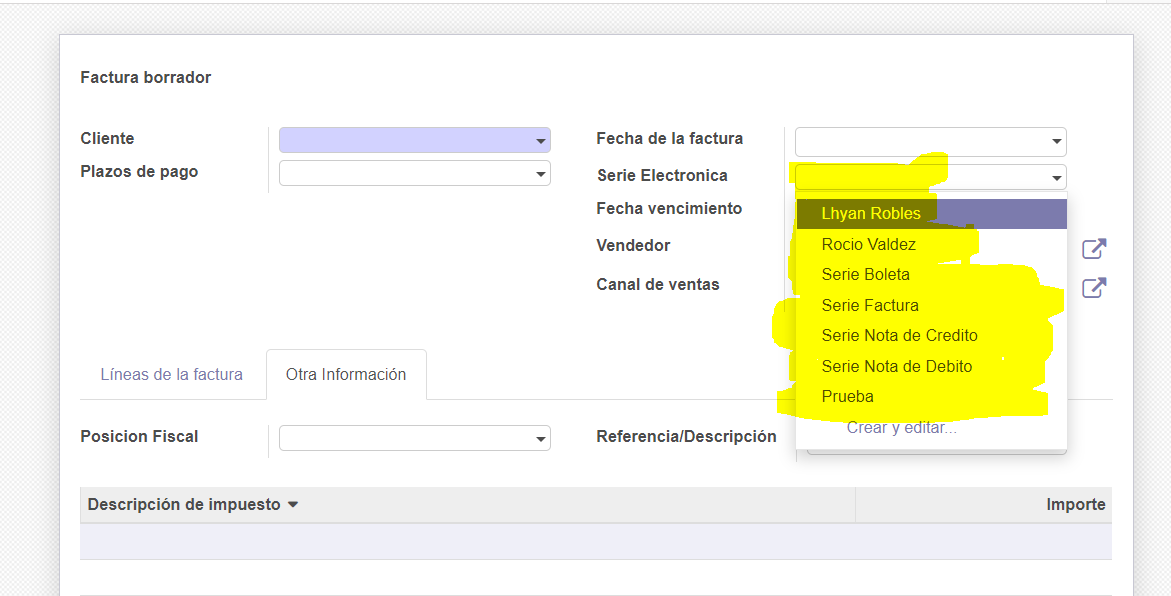 Factura borrador
Cliente
Plazos de pago
Fecha de la factura
Serie Electronica
Fecha vencimiento
Vendedor
Canal de ventas
Lhyan Robles
Rocio Valdez
Serie Boleta
Serie Factura
Serie Nota de Credito
Serie Nota de Debito
Prueba
Crear y editar...
Líneas de la factura
Otra Información
Posicion Fiscal
Referencia/Descripción
Descripción de impuesto
Importe